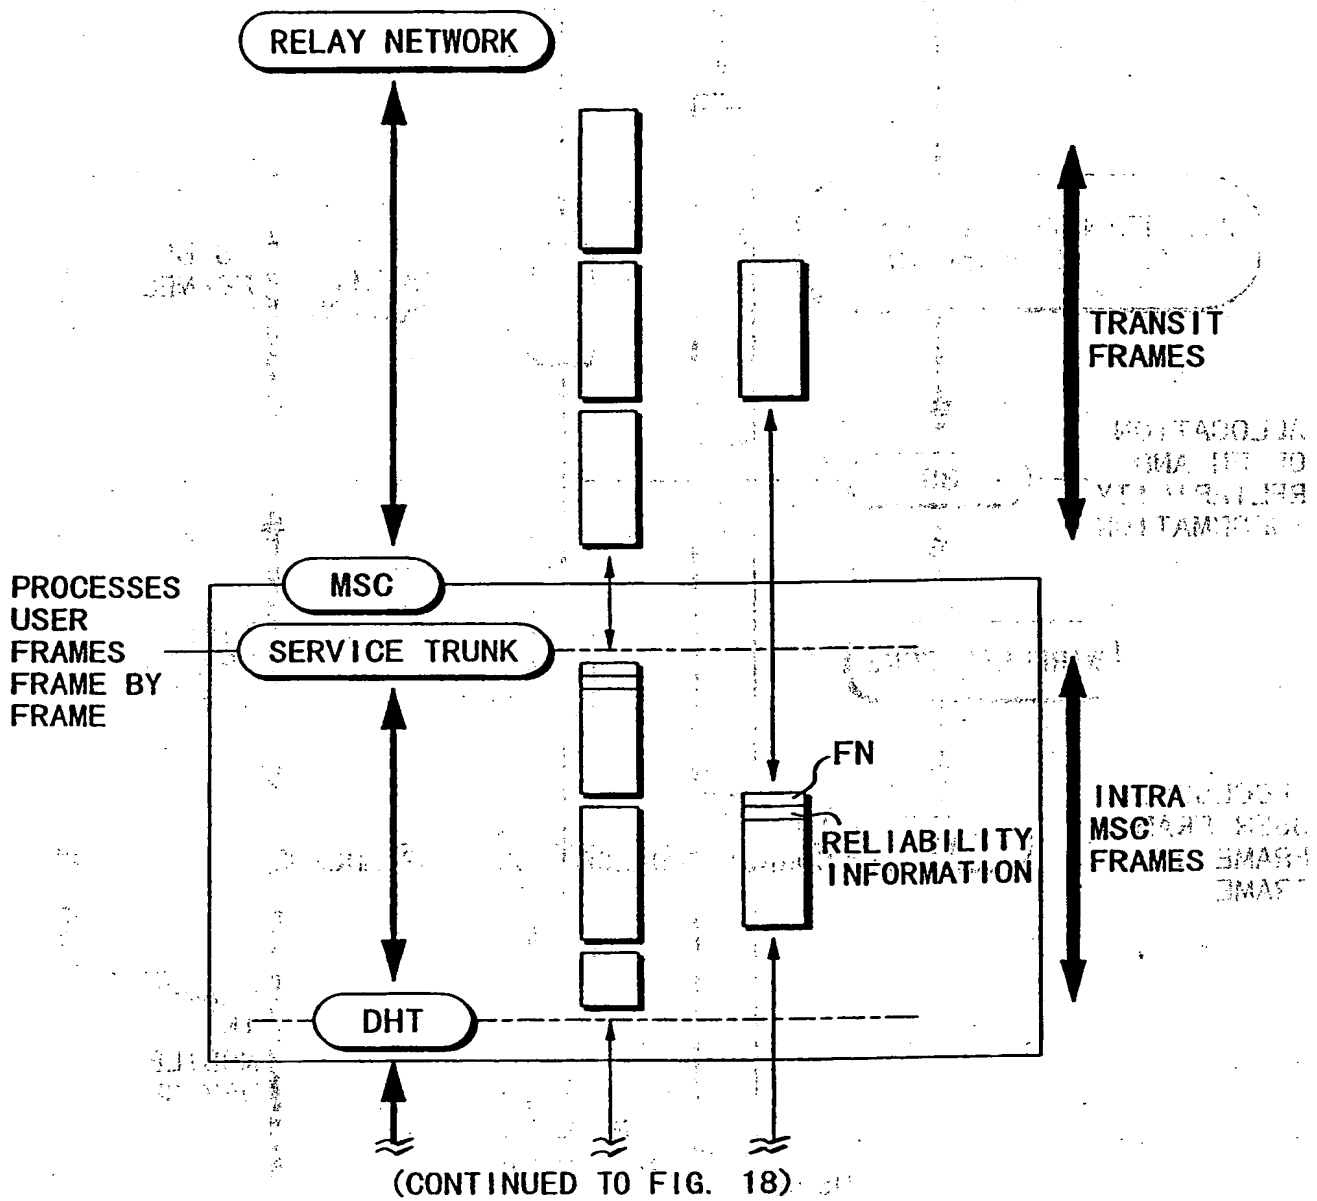 RELAY NETWORK
TRANSIT
FRAMES
MSC
PROCESSES
USER
FRAMES
FRAME BY
FRAME
SERVICE TRUNK
FN
RELIABILITY
INFORMATION
INTRA
MSC
FRAMES
DHT
(CONTINUED TO FIG. 18)